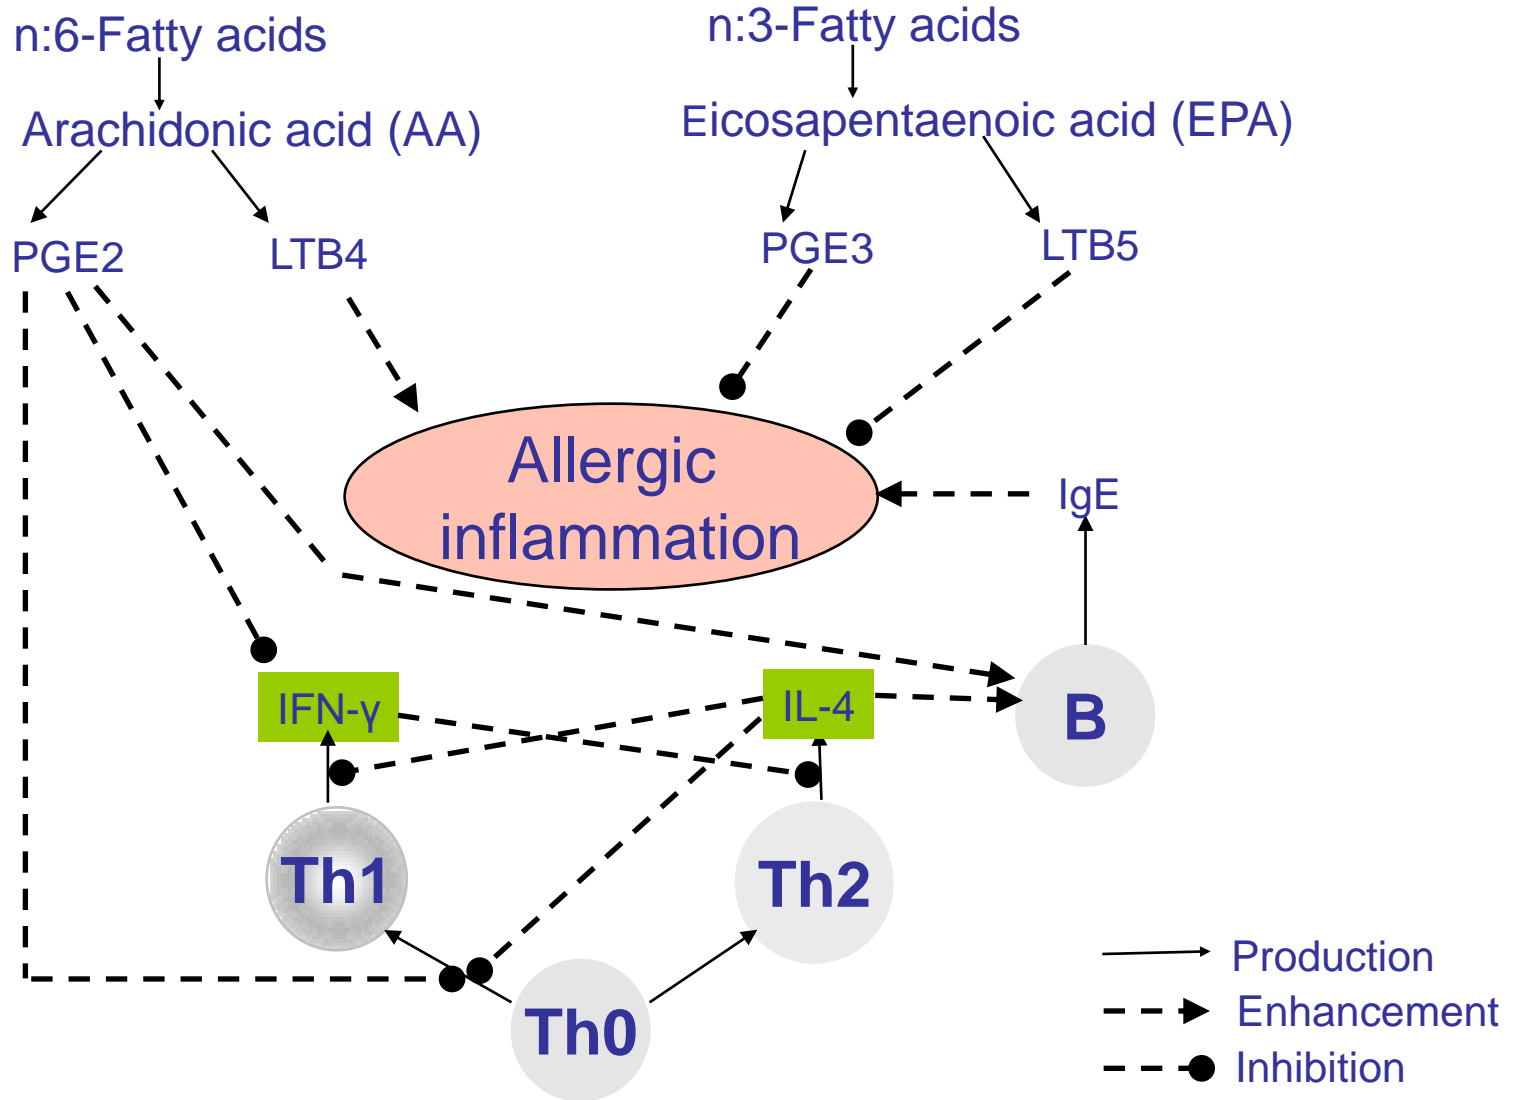 n:6-Fatty acids
n:3-Fatty acids
Arachidonic acid (AA)
Eicosapentaenoic acid (EPA)
PGE2
LTB4
PGE3
LTB5
Allergic
inflammation
IgE
IFN-γ
IL-4
B
Th1
Th2
Th0
Production
Enhancement
Inhibition